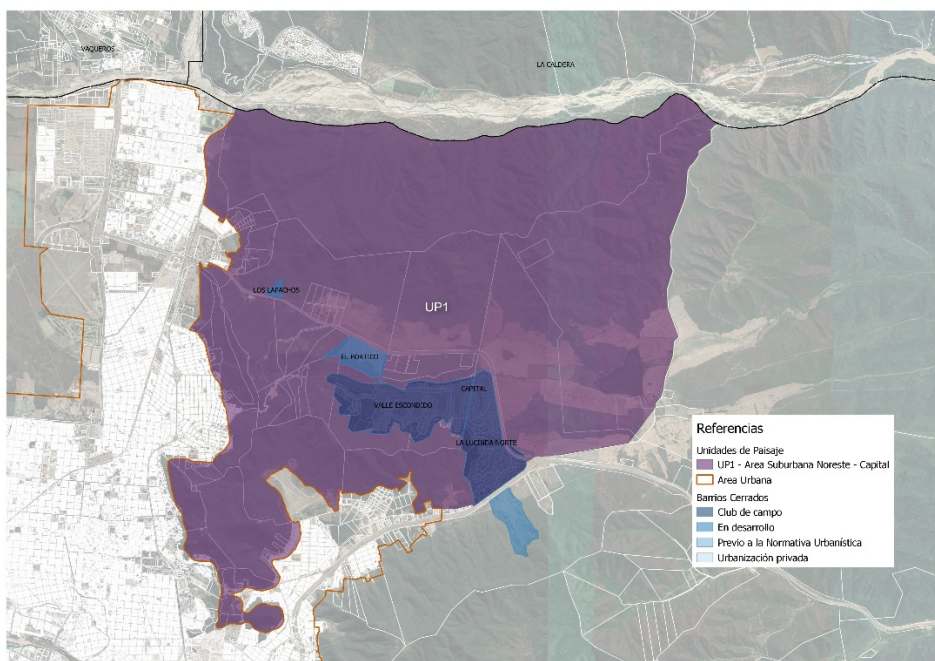 VAQUEROS
LA CALDERA
LOS LAPACHOS
UP1
EL PORTICO
CAPITAL
VALLE ESCONDIDO
LA LUCINDA NORTE
Referencias
Unidades de Paisaje
UP1 - Area Suburbana Noreste - Capital
Area Urbana
Barrios Cerrados
Club de campo
En desarrollo
Previo a la Normativa Urbanística
Urbanización privada